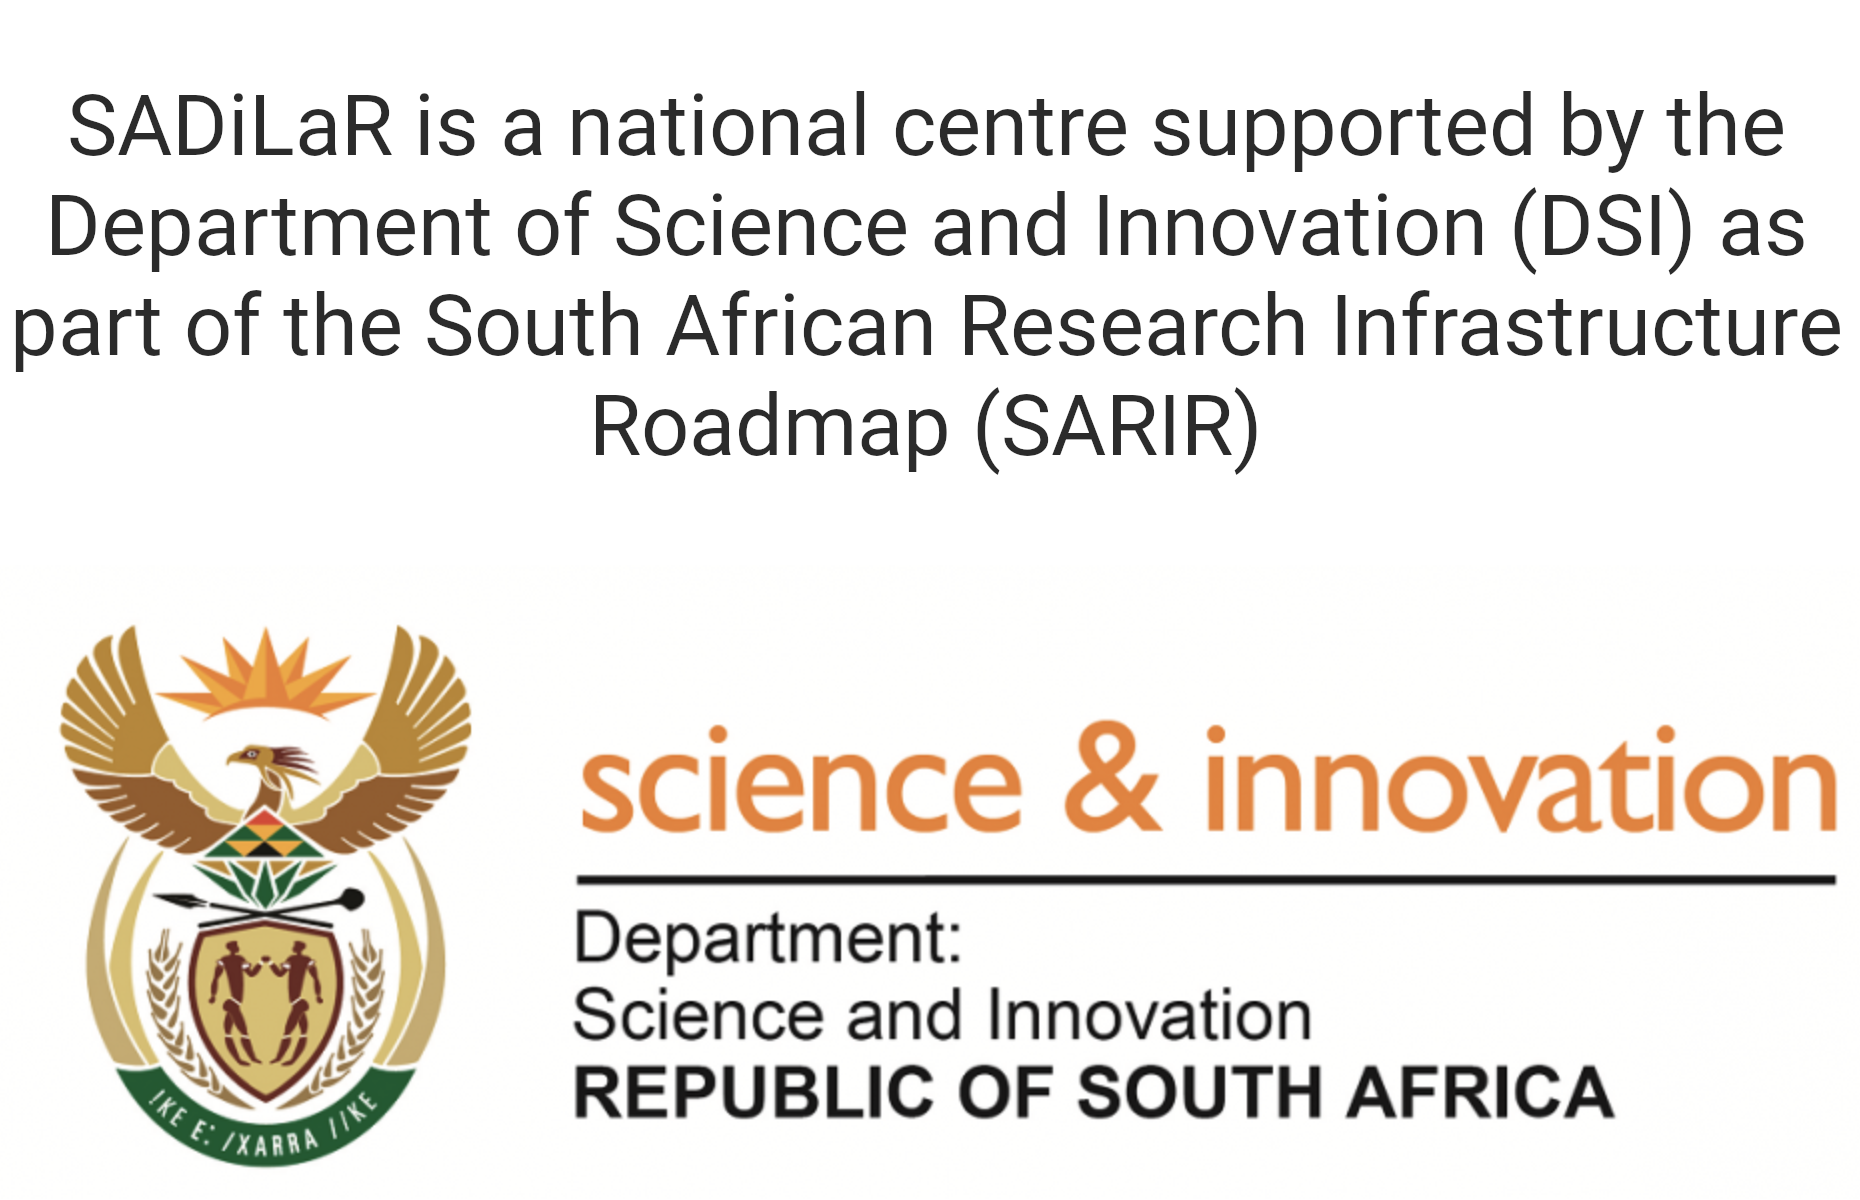 SADiLaR is a national centre supported by the
Department of Science and Innovation (DSI) as
part of the South African Research Infrastructure
Roadmap (SARIR)
science & innovation
Department:
Science and Innovation
REPUBLIC OF SOUTH AFRICA
!KE E: /XARRA //KE